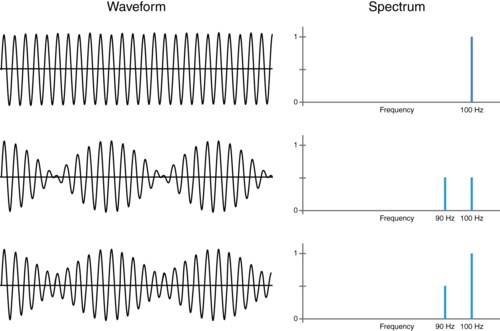 Waveform
Spectrum
1
0
Frequency
100 Hz
1
0
Frequency
90 Hz
100 Hz
1
0
Frequency
90 Hz
100 Hz